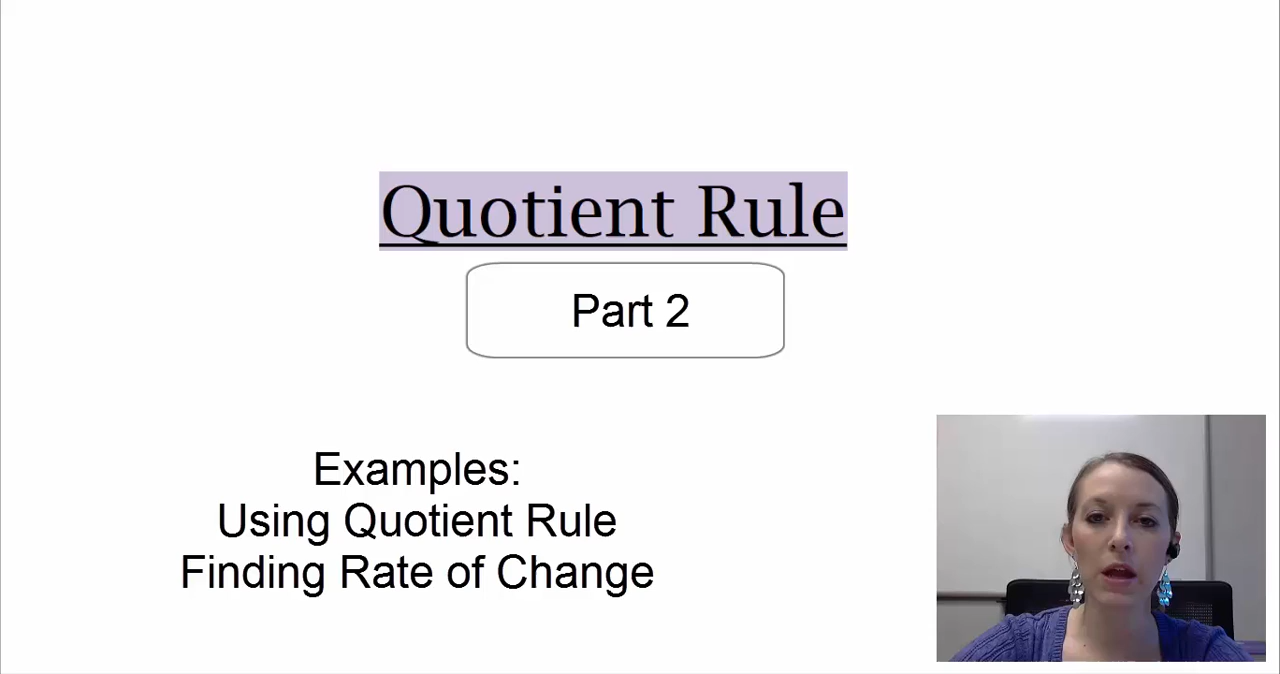 Quotient Rule
Part 2
Examples:
Using Quotient Rule
Finding Rate of Change